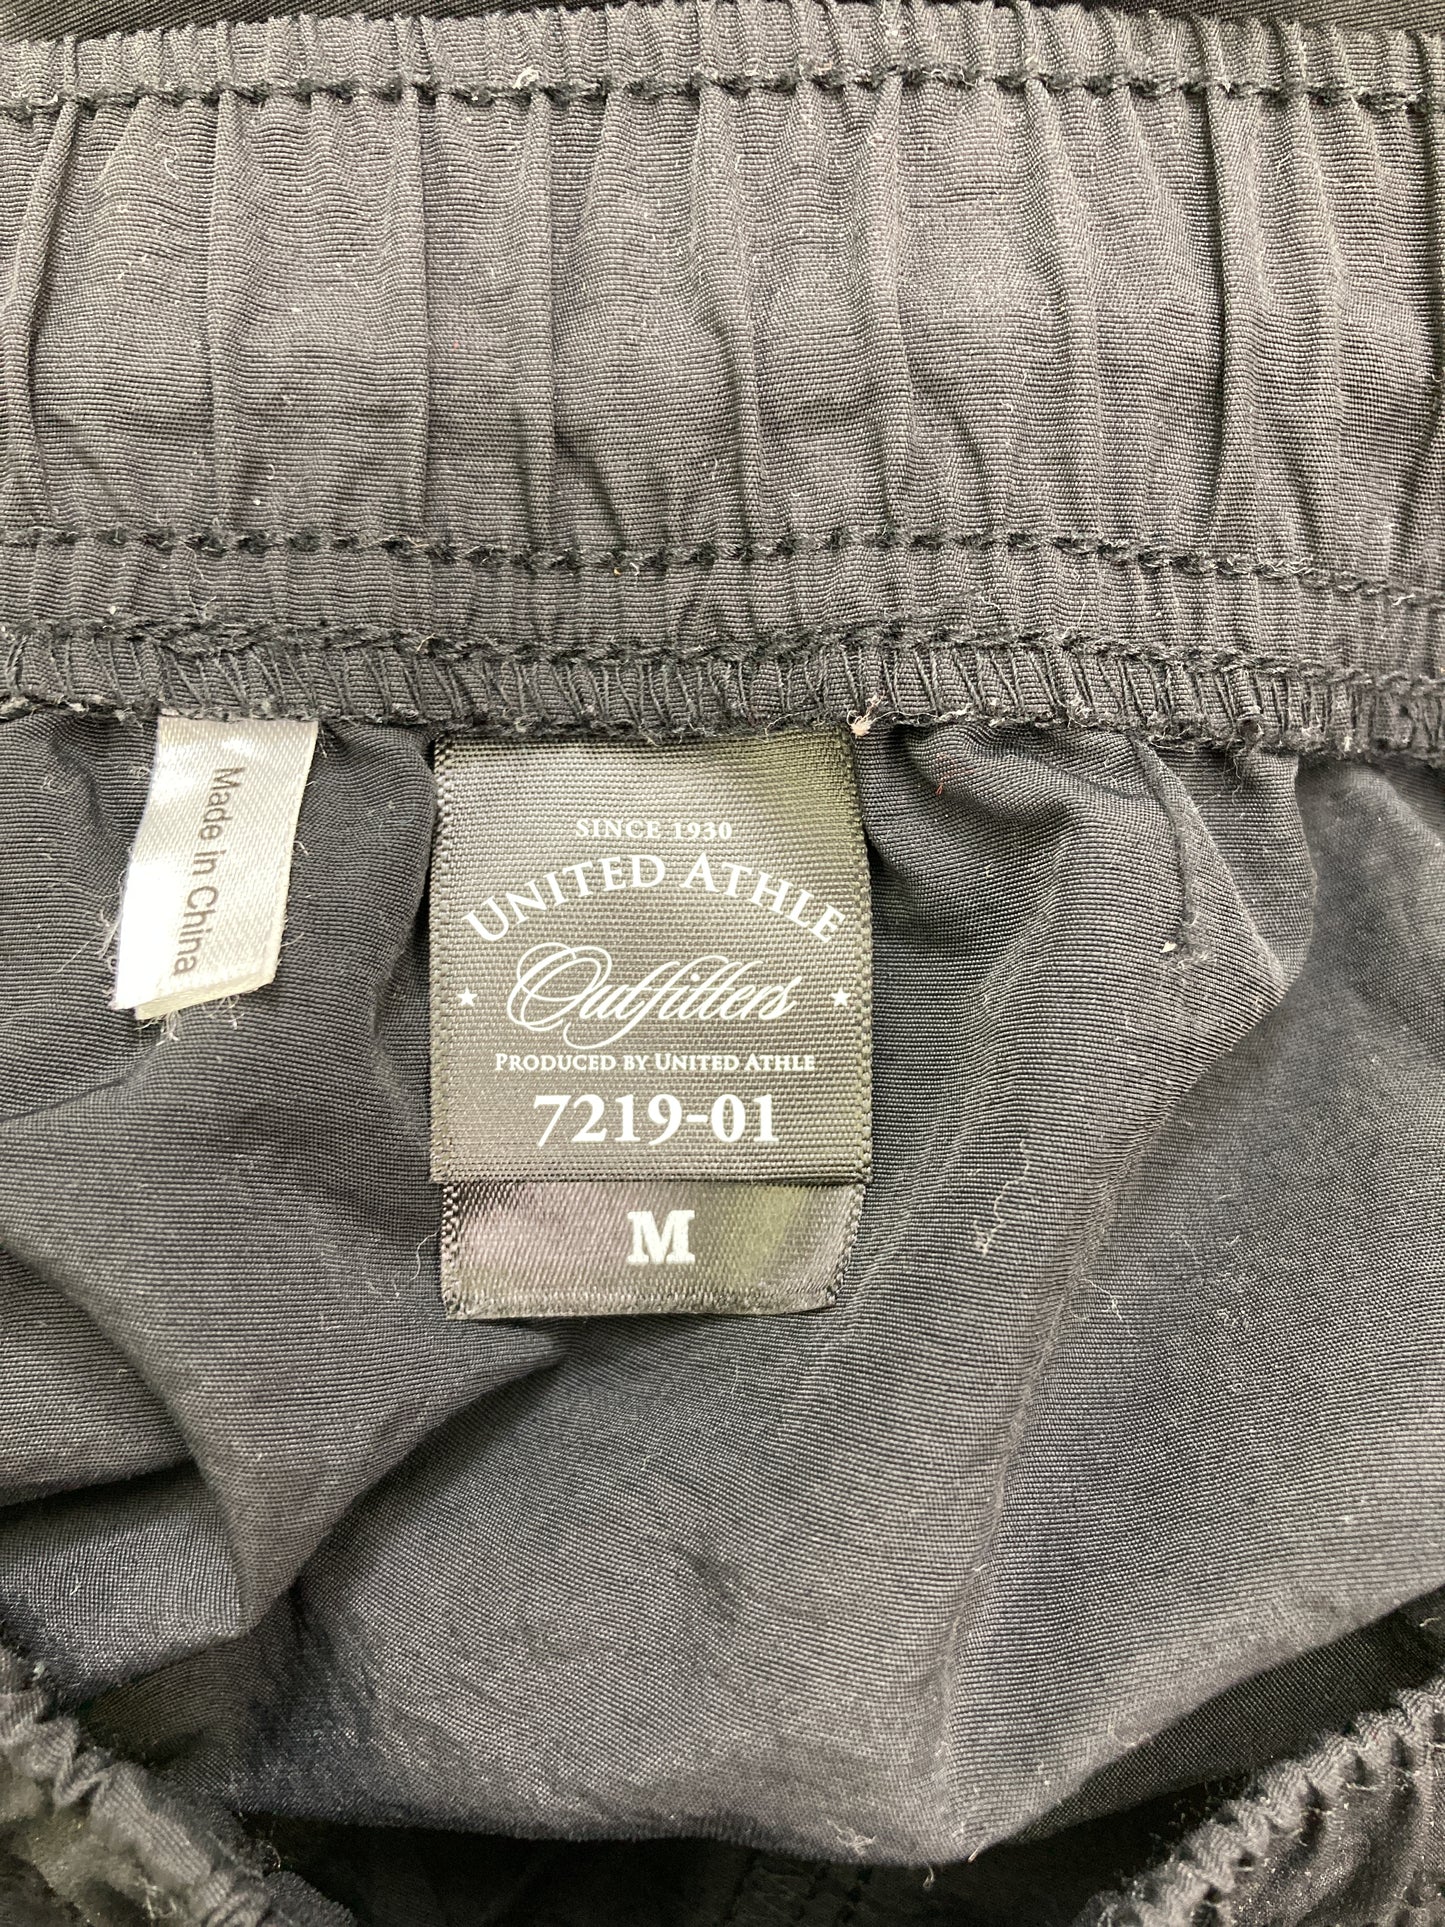 Made in China
SINCE 1930
UNITED ATHLE
Outfitters
PRODUCED BY UNITED ATHLE
7219-01
M